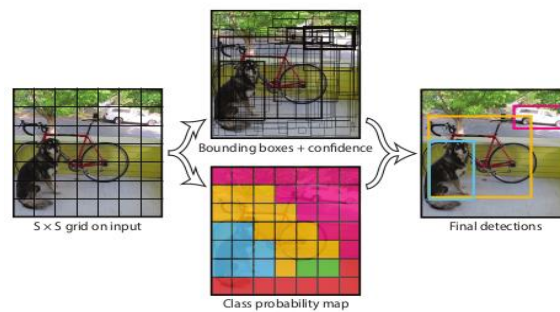 Bounding boxes + confidence
S × S grid on input
Final detections
Class probability map